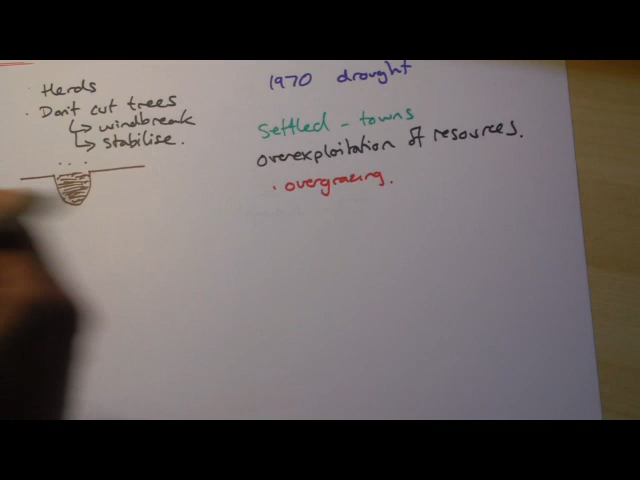 · Herds
· Don't cut trees
↳ windbreak
↳ stabilise.
1970 drought
Settled - towns
overexploitation of resources.
· overgrazing.